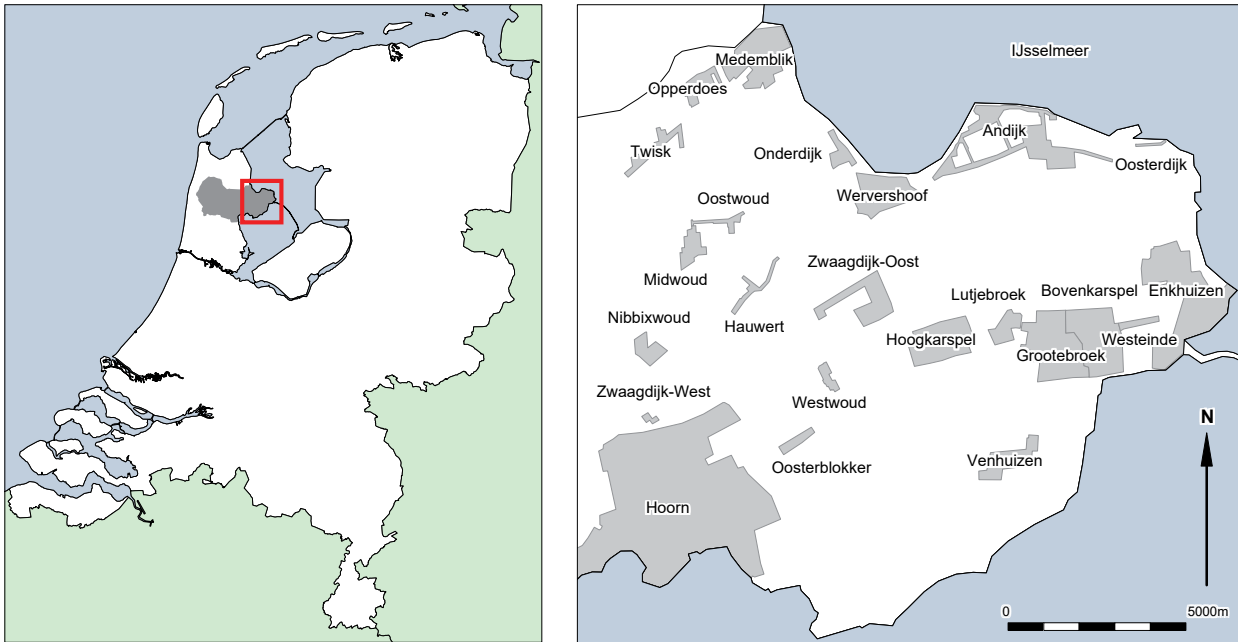 IJsselmeer
Medemblik
Opperdoes
Andijk
Twisk
Onderdijk
Oosterdijk
Oostwoud
Wervershoof
Zwaagdijk-Oost
Midwoud
Lutjebroek
Bovenkarspel
Enkhuizen
Nibbixwoud
Hauwert
Hoogkarspel
Westeinde
Grootebroek
Zwaagdijk-West
Westwoud
N
Oosterblokker
Venhuizen
Hoorn
0 5000m